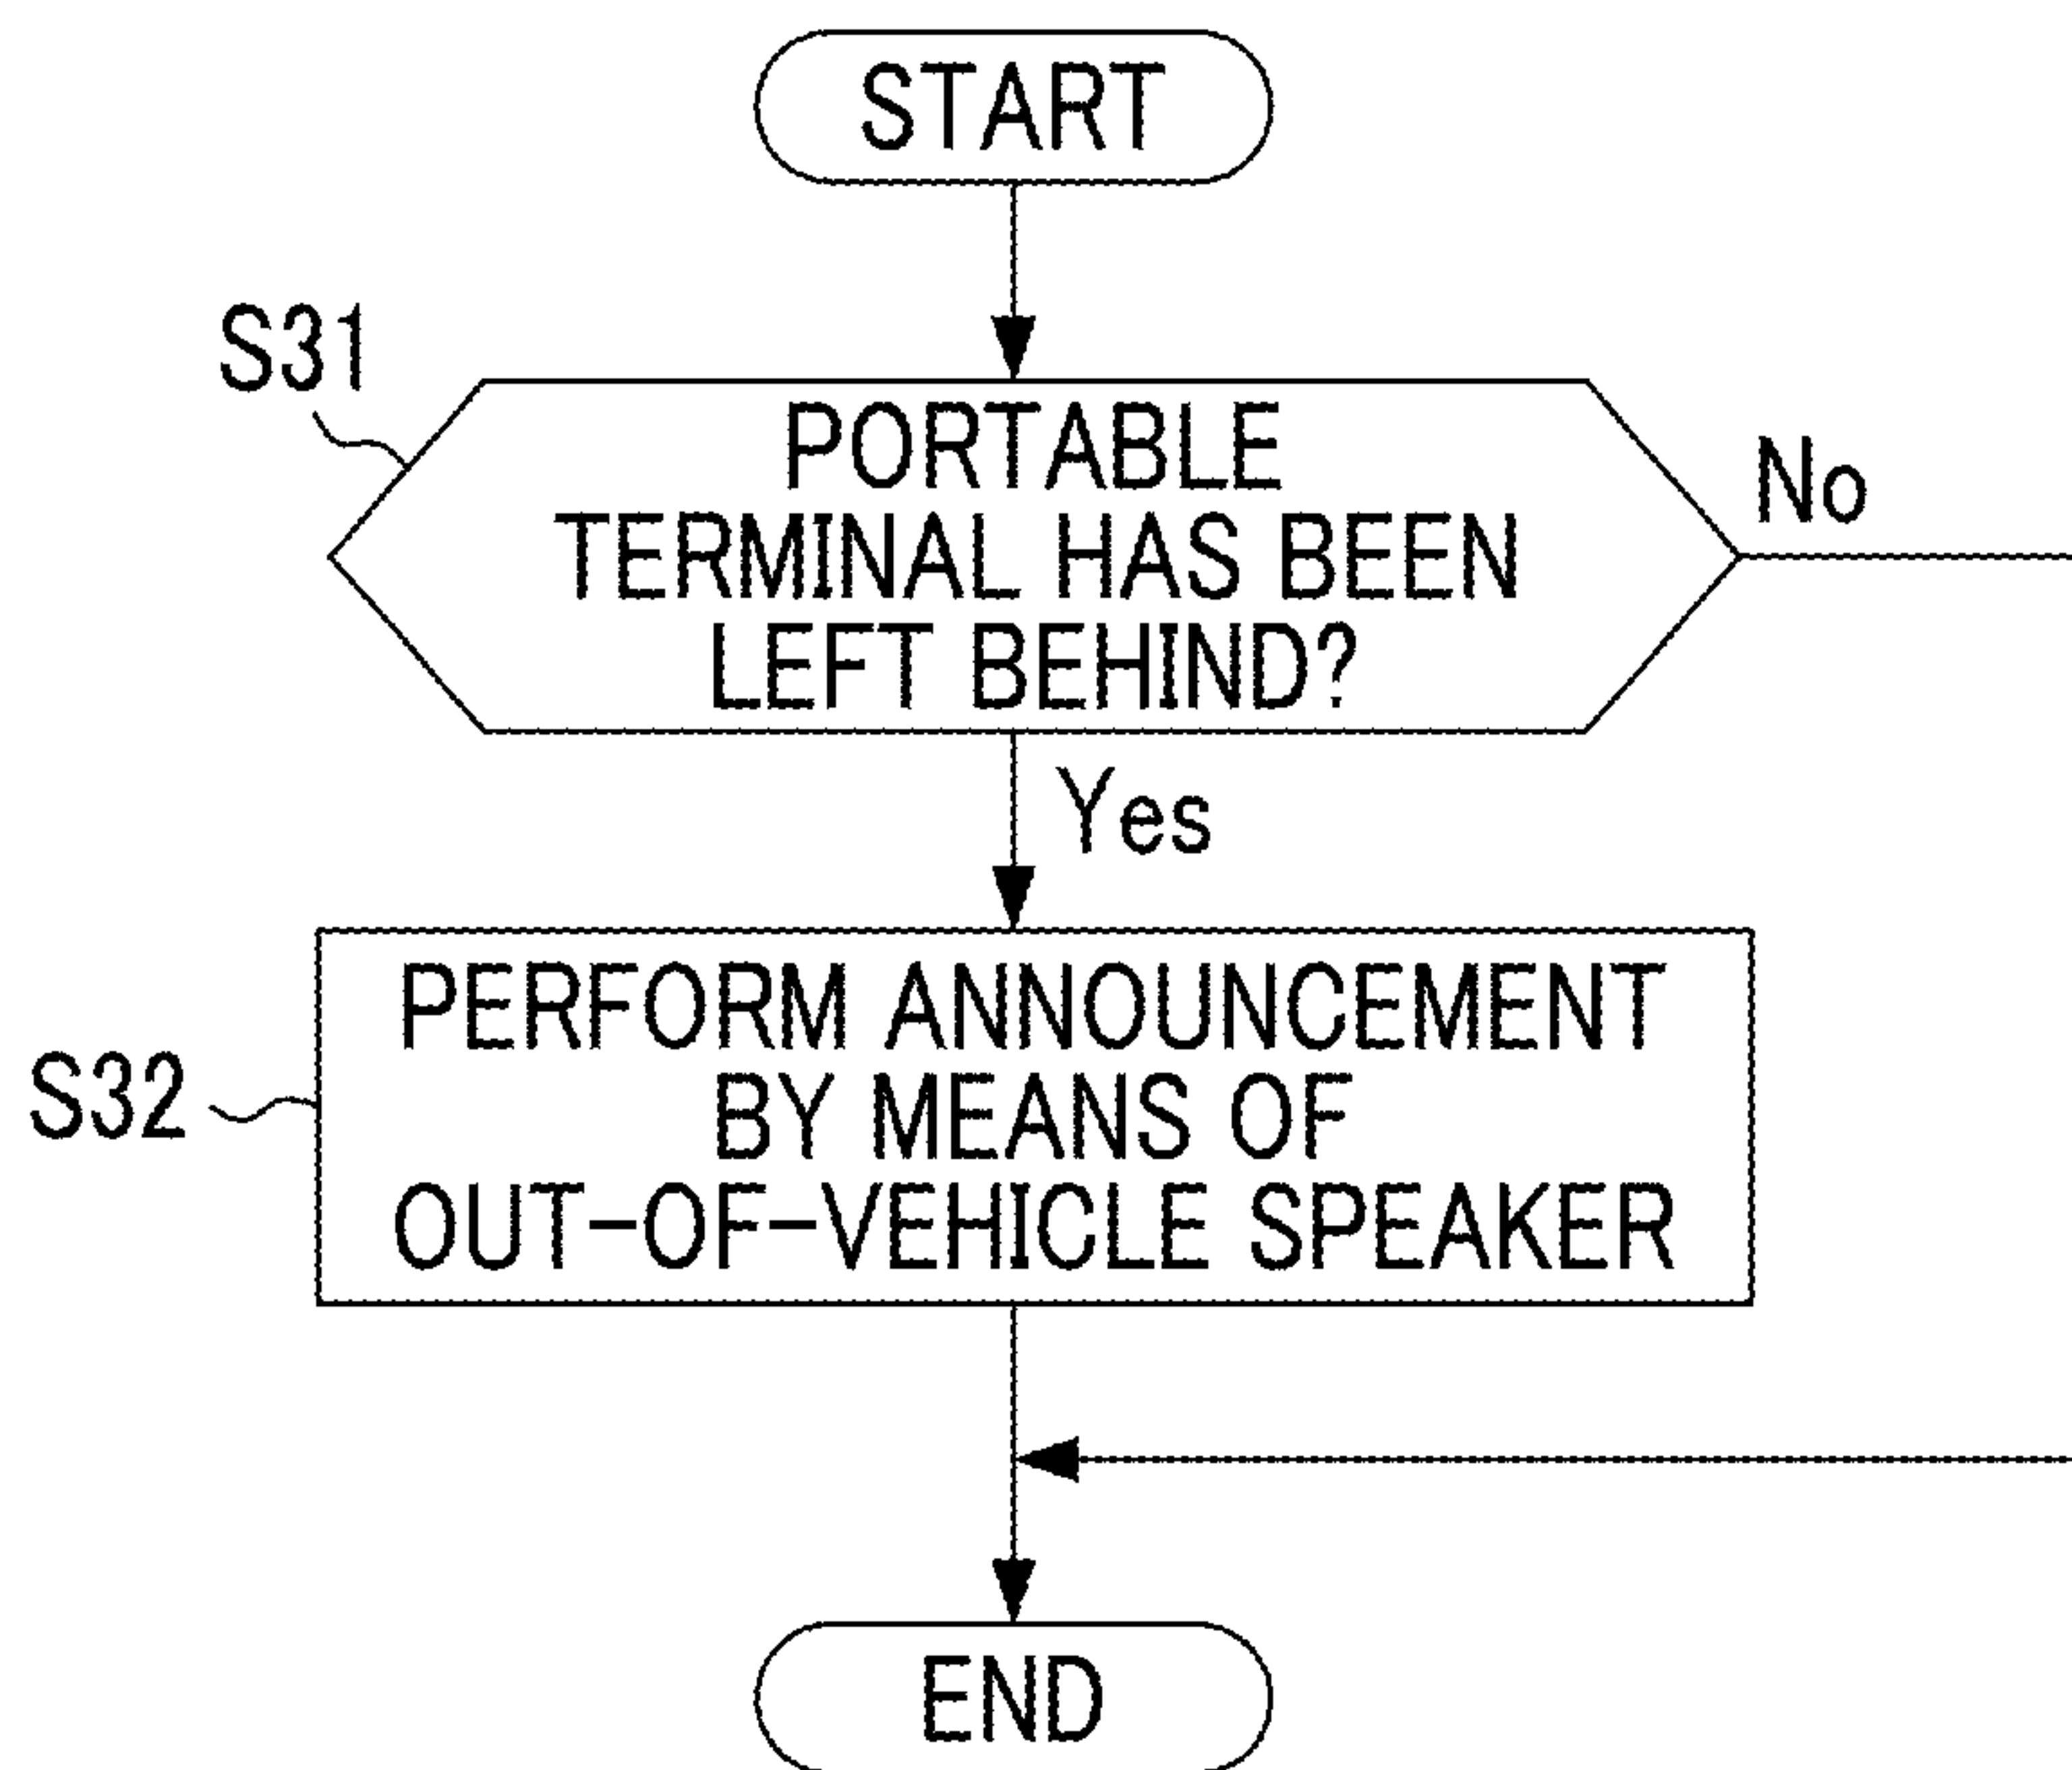 START
S31
PORTABLE
TERMINAL HAS BEEN
LEFT BEHIND?
No
Yes
S32
PERFORM ANNOUNCEMENT
BY MEANS OF
OUT-OF-VEHICLE SPEAKER
END